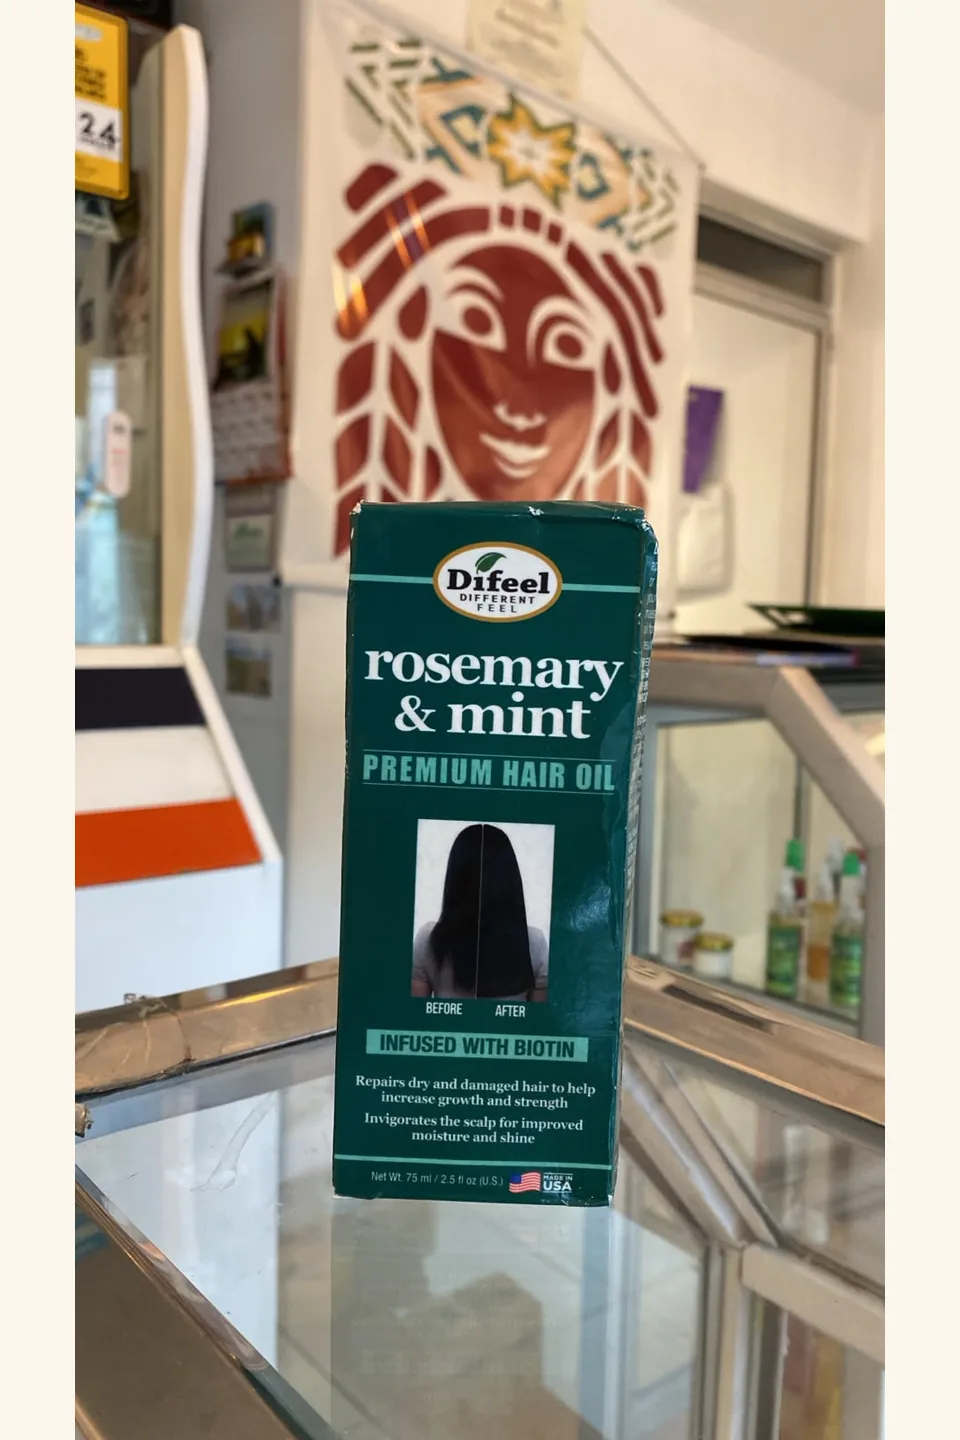 24
Difeel
DIFFERENT
FEEL
rosemary
& mint
PREMIUM HAIR OIL
BEFORE AFTER
INFUSED WITH BIOTIN
Repairs dry and damaged hair to help
increase growth and strength
Invigorates the scalp for improved
moisture and shine
Net Wt. 75 ml / 2.5 fl oz (U.S.)
MADE IN
USA